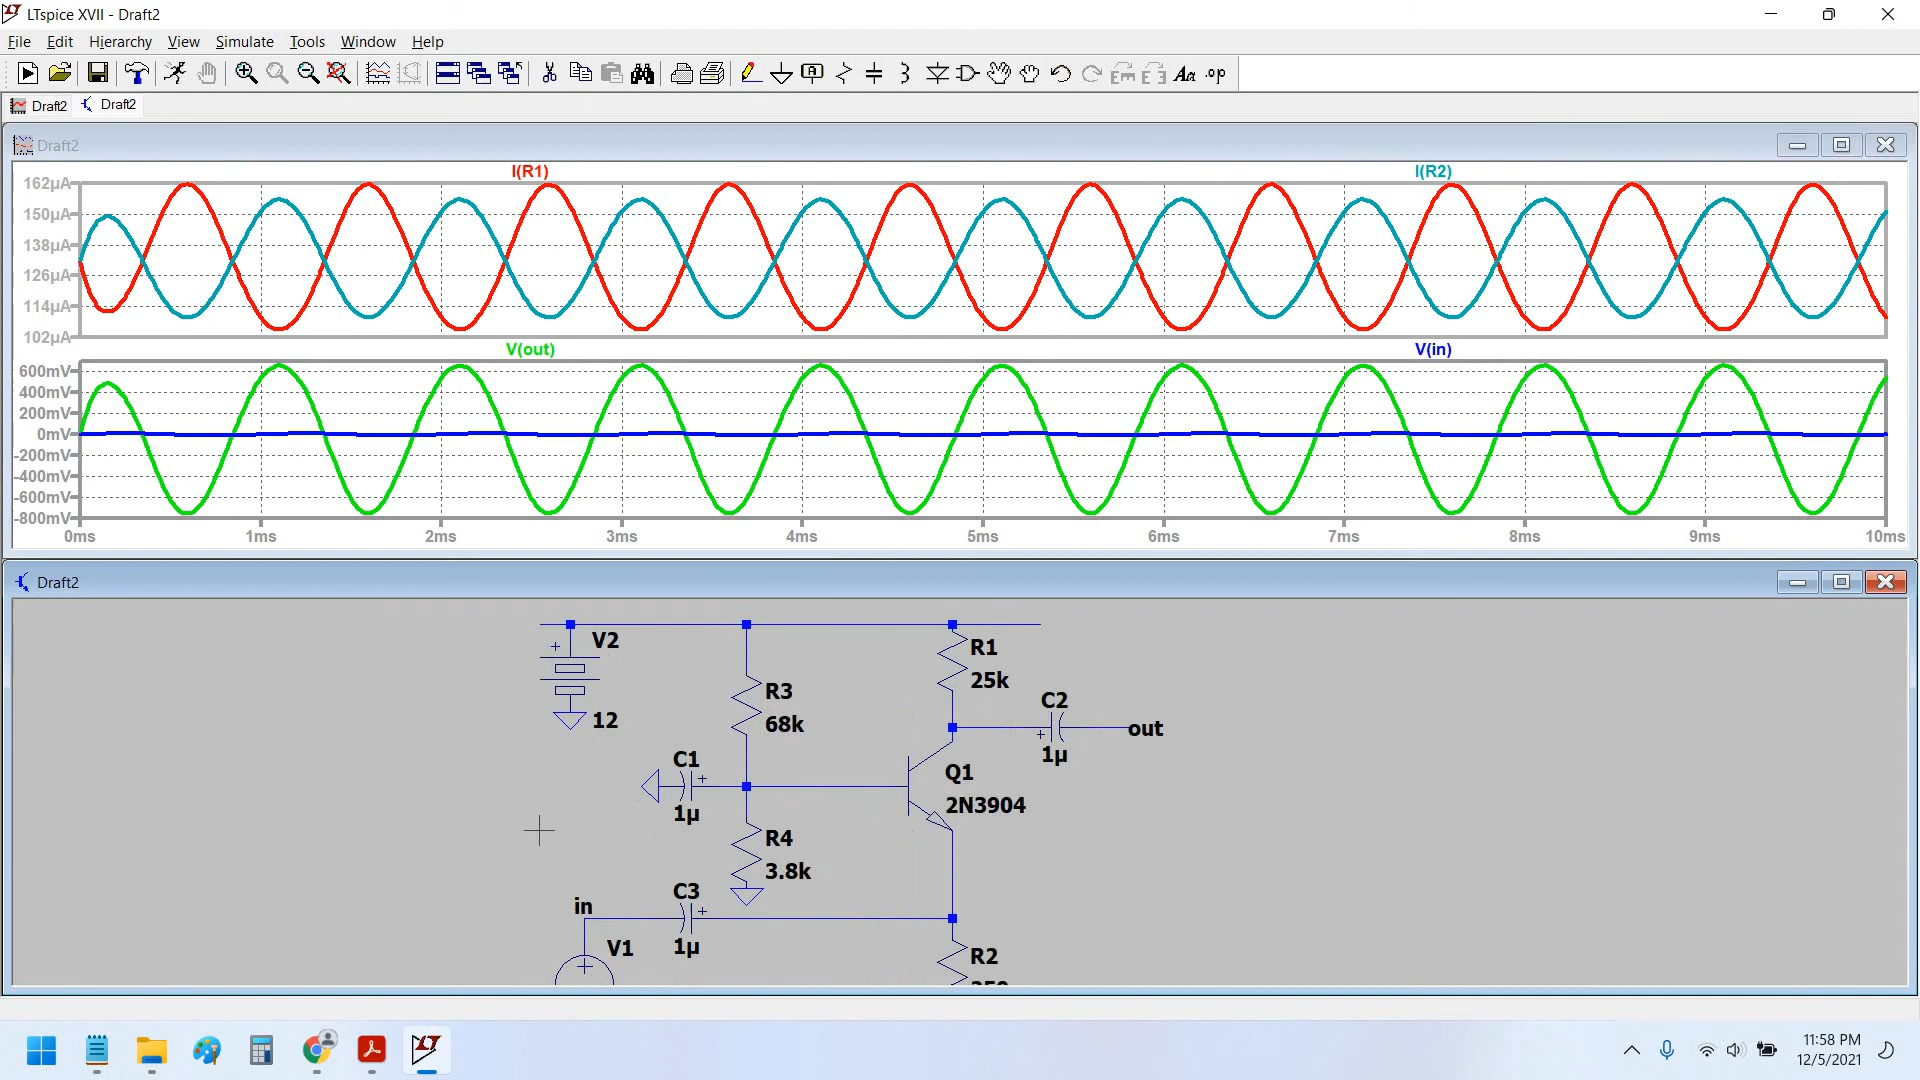 LTspice XVII - Draft2
File Edit Hierarchy View Simulate Tools Window Help
Aa .op
Draft2 Draft2
Draft2
I(R1) I(R2)
162µA
150µA
138µA
126µA
114µA
102µA
V(out) V(in)
600mV
400mV
200mV
0mV
-200mV
-400mV
-600mV
-800mV
0ms 1ms 2ms 3ms 4ms 5ms 6ms 7ms 8ms 9ms 10ms
Draft2
V2
12
R3
68k
R1
25k
C2
1µ
out
C1
1µ
Q1
2N3904
R4
3.8k
in
C3
1µ
V1
R2
11:58 PM
12/5/2021